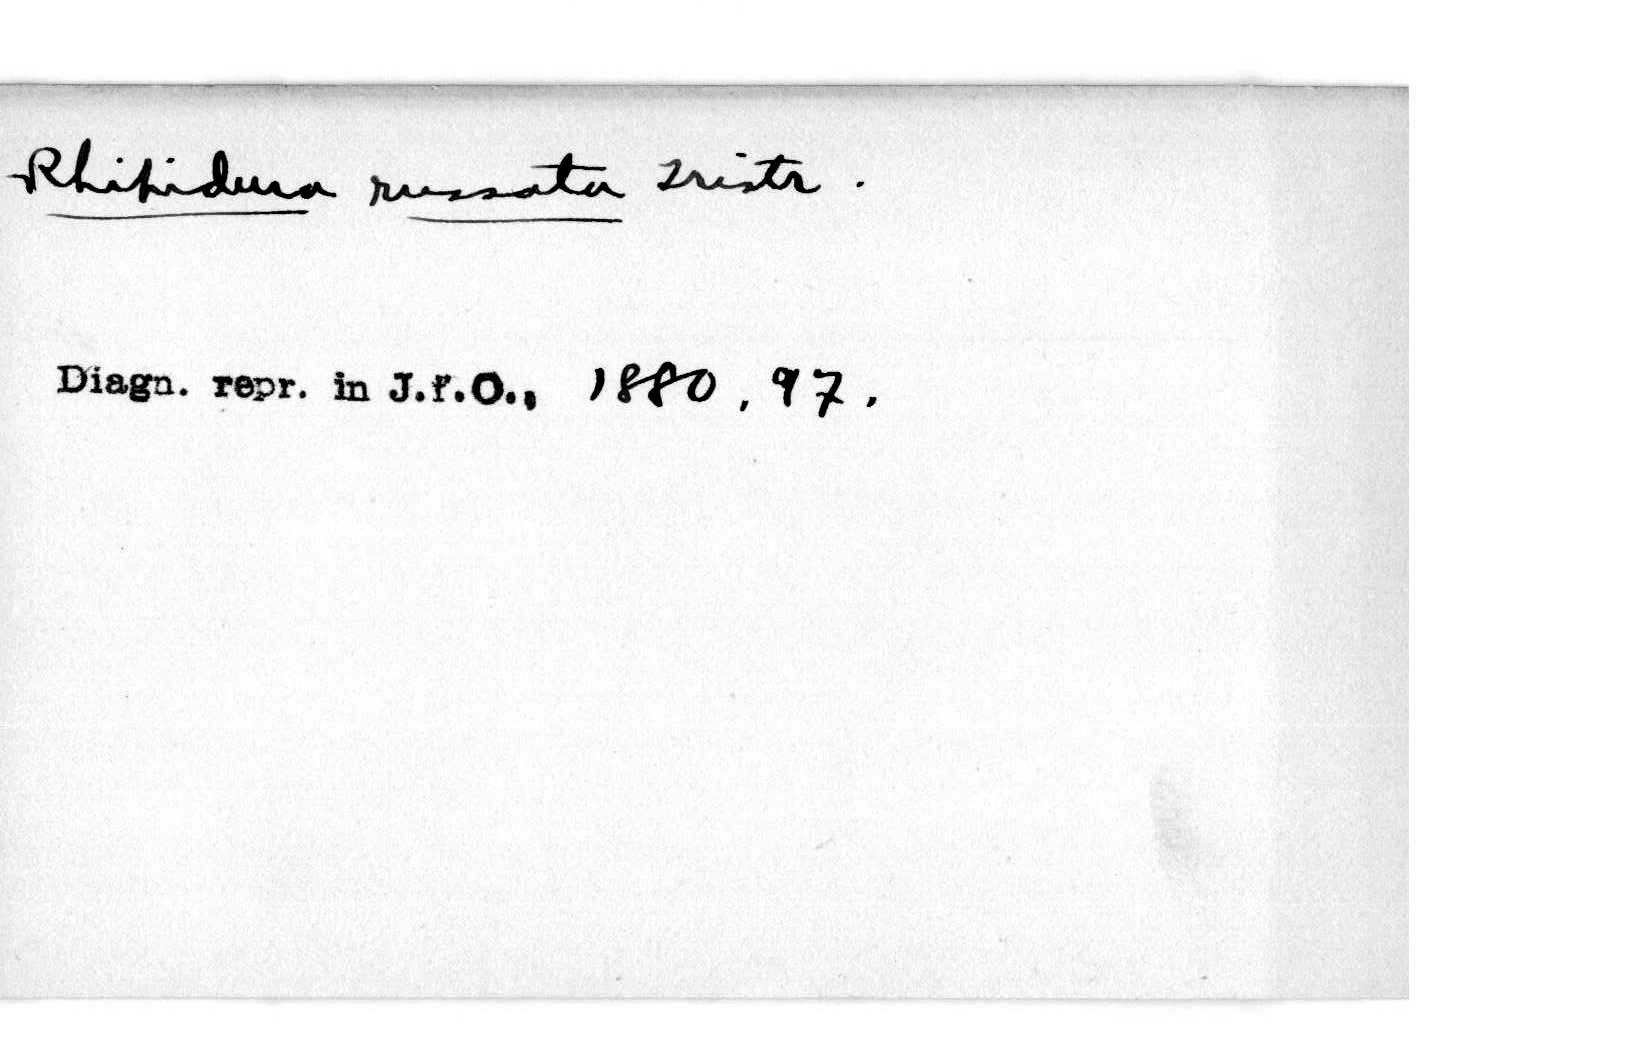 Rhipidura russata Tristr.
Diagn. repr. in J.f.O., 1880, 97.